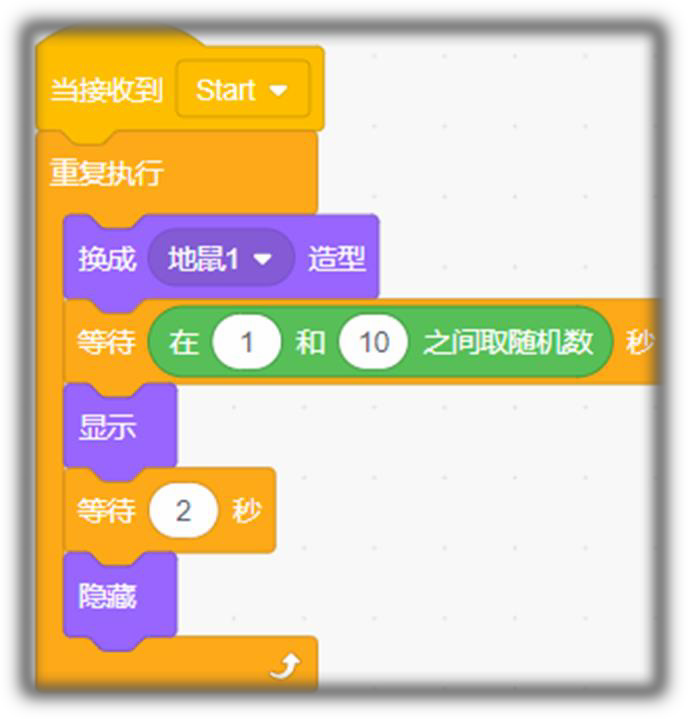 当接收到 Start
重复执行
换成 地鼠1 造型
等待 在 1 和 10 之间取随机数 秒
显示
等待 2 秒
隐藏